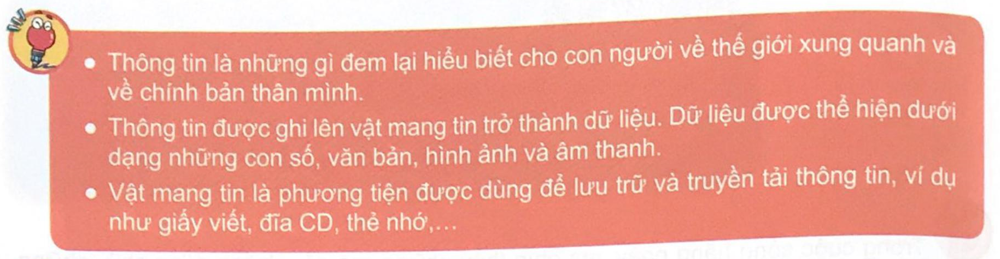 • Thông tin là những gì đem lại hiểu biết cho con người về thế giới xung quanh và
về chính bản thân mình.
• Thông tin được ghi lên vật mang tin trở thành dữ liệu. Dữ liệu được thể hiện dưới
dạng những con số, văn bản, hình ảnh và âm thanh.
• Vật mang tin là phương tiện được dùng để lưu trữ và truyền tải thông tin, ví dụ
như giấy viết, đĩa CD, thẻ nhớ,...